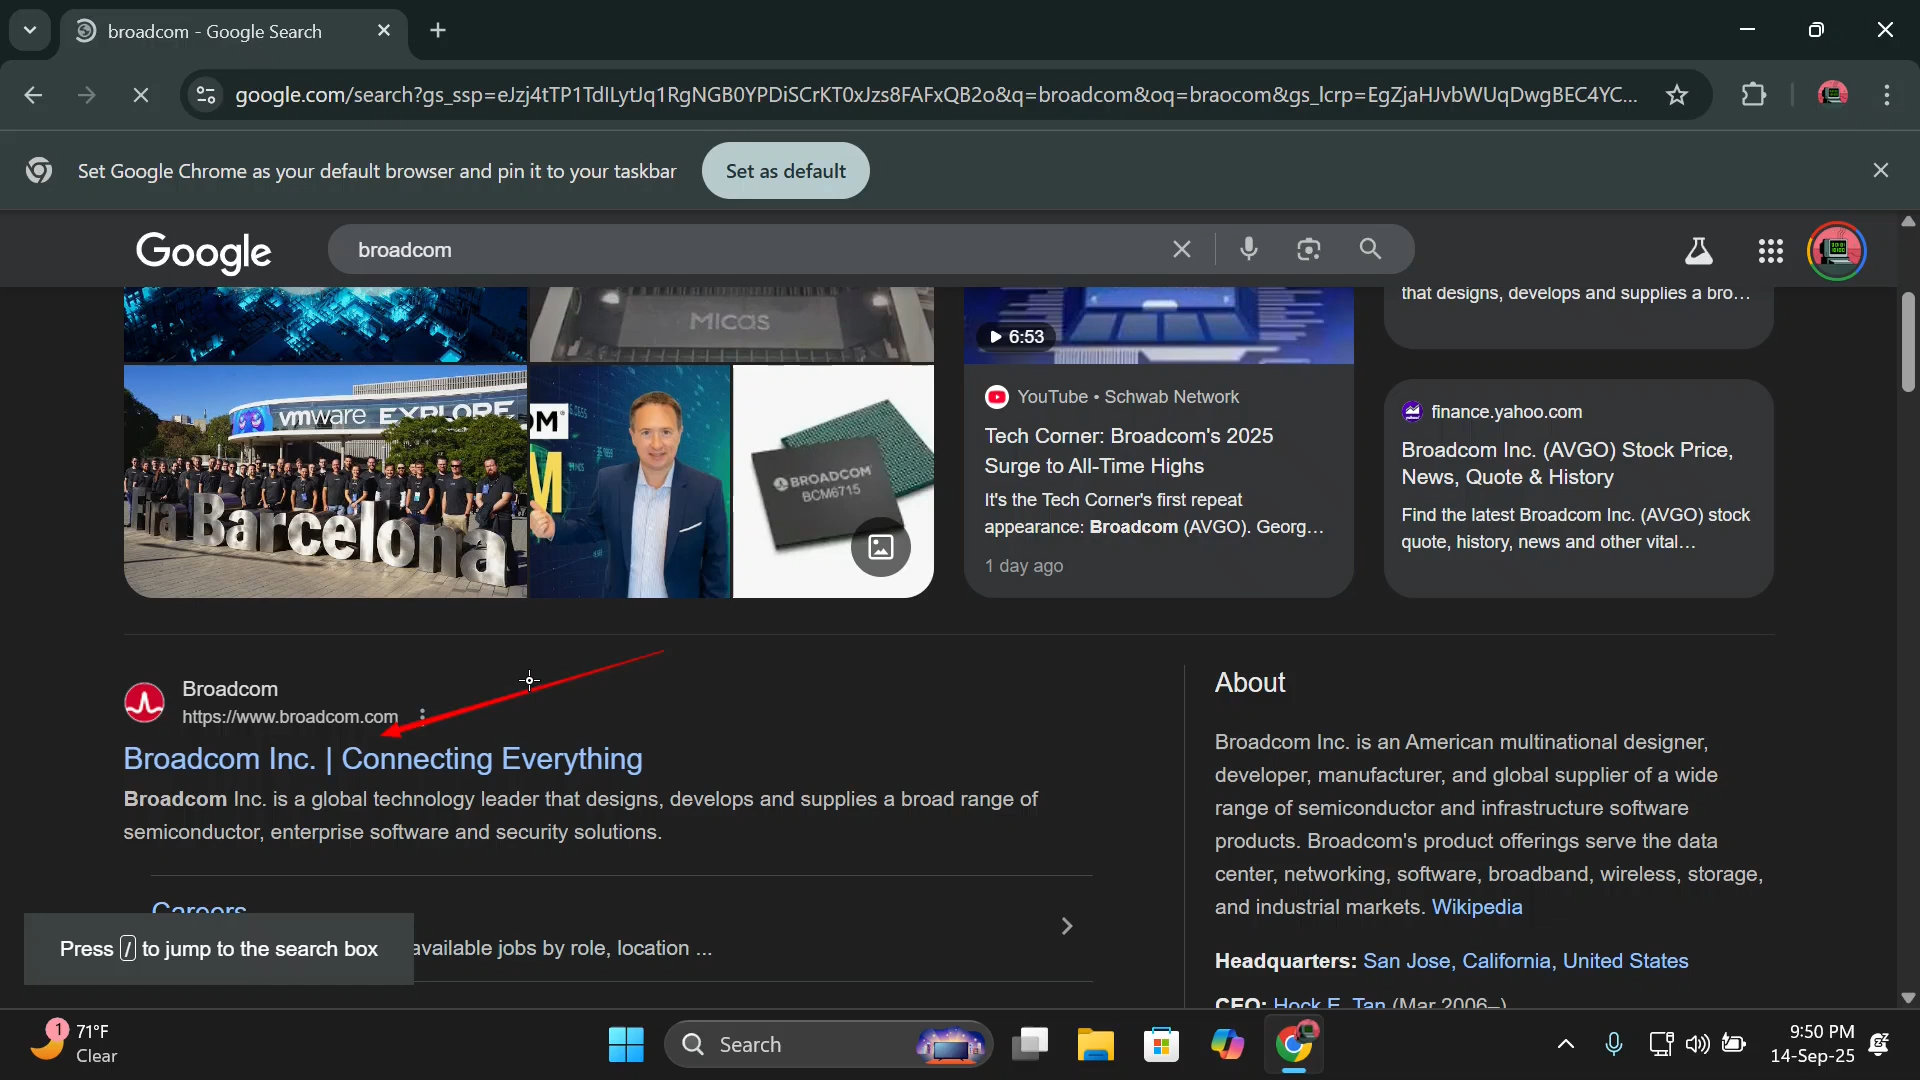 broadcom - Google Search
google.com/search?gs_ssp=eJzj4tTP1TdILytJq1RgNGB0YPDiSCrKT0xJzs8FAFxQB2o&q=broadcom&oq=braocom&gs_lcrp=EgZjaHJvbWUqDwgBEC4YC...
Set Google Chrome as your default browser and pin it to your taskbar
Set as default
Google
broadcom
MICAS
6:53
that designs, develops and supplies a bro...
vmware EXPLORE
Fira Barcelona
OM
M
BROADCOM
BCM6715
YouTube • Schwab Network
Tech Corner: Broadcom's 2025
Surge to All-Time Highs
It's the Tech Corner's first repeat
appearance: Broadcom (AVGO). Georg...
1 day ago
finance.yahoo.com
Broadcom Inc. (AVGO) Stock Price,
News, Quote & History
Find the latest Broadcom Inc. (AVGO) stock
quote, history, news and other vital...
Broadcom
https://www.broadcom.com
Broadcom Inc. | Connecting Everything
Broadcom Inc. is a global technology leader that designs, develops and supplies a broad range of
semiconductor, enterprise software and security solutions.
Careers
available jobs by role, location ...
Press / to jump to the search box
About
Broadcom Inc. is an American multinational designer,
developer, manufacturer, and global supplier of a wide
range of semiconductor and infrastructure software
products. Broadcom's product offerings serve the data
center, networking, software, broadband, wireless, storage,
and industrial markets. Wikipedia
Headquarters: San Jose, California, United States
CEO: Hock E. Tan (Mar 2006–)
1
71°F
Clear
Search
9:50 PM
14-Sep-25